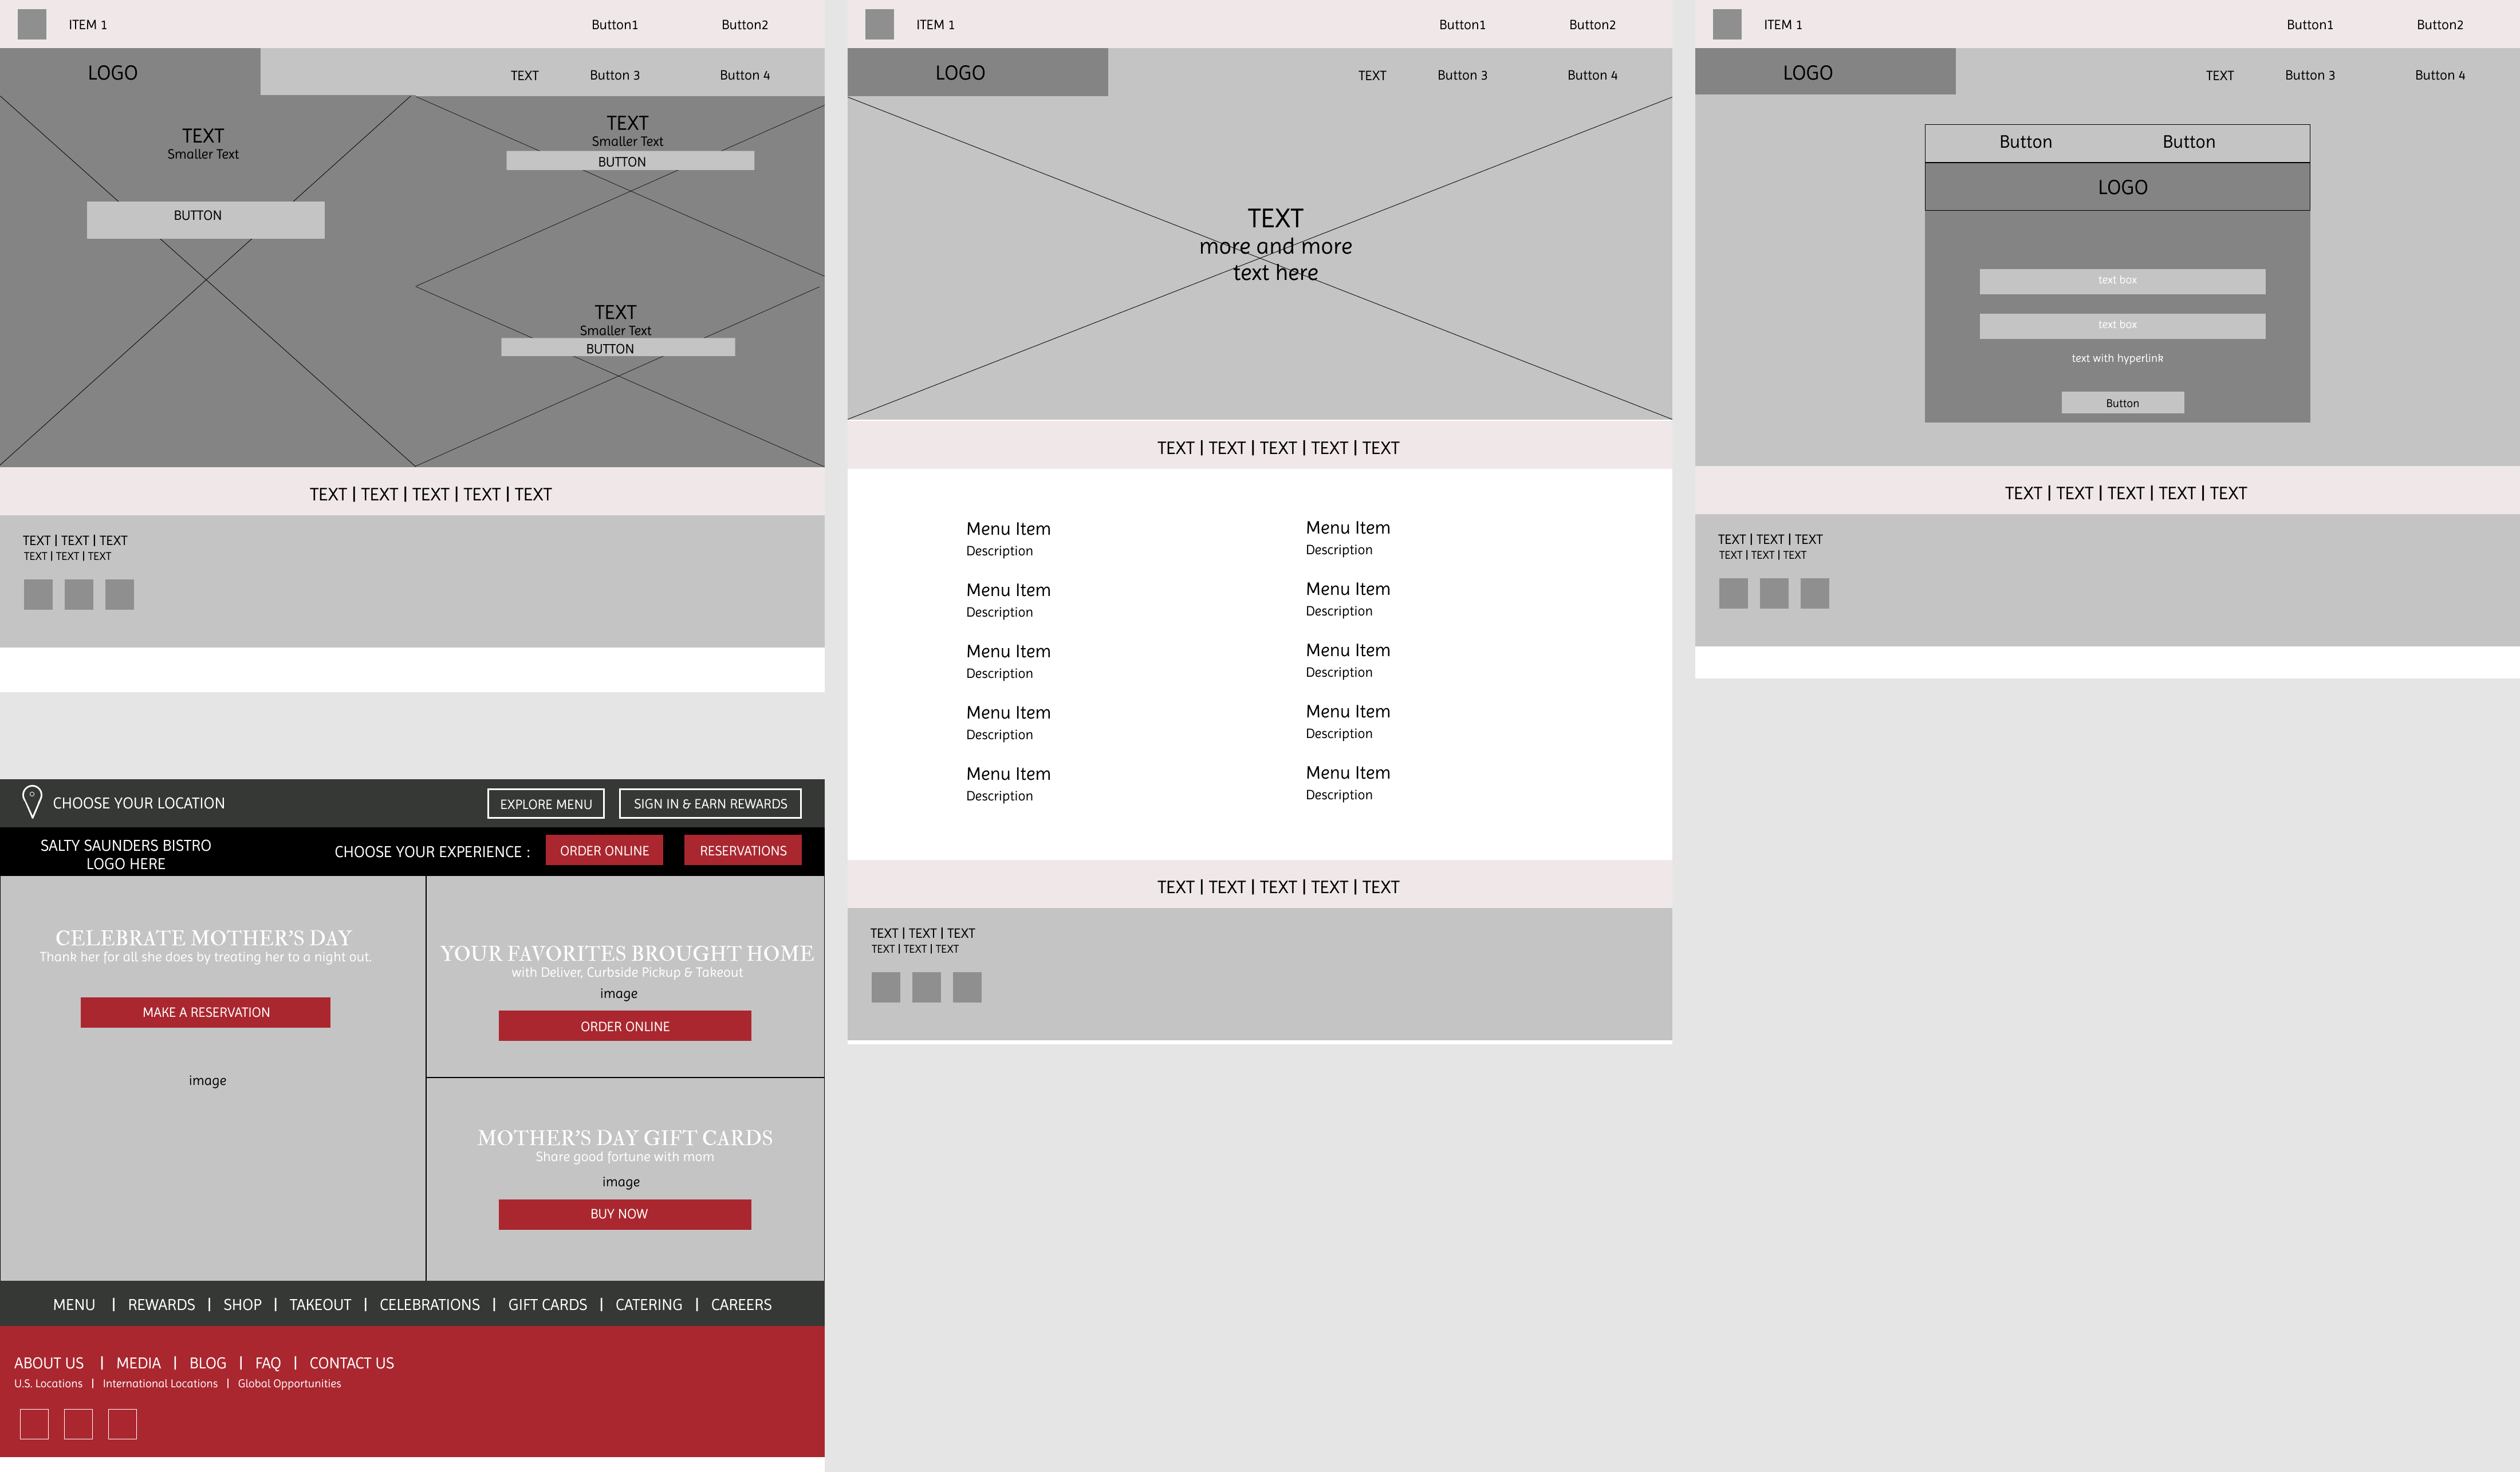 ITEM 1
Button1
Button2
LOGO
TEXT
Button 3
Button 4
TEXT
Smaller Text
BUTTON
TEXT
Smaller Text
BUTTON
TEXT
Smaller Text
BUTTON
TEXT | TEXT | TEXT | TEXT | TEXT
TEXT | TEXT | TEXT
TEXT | TEXT | TEXT
ITEM 1
Button1
Button2
LOGO
TEXT
Button 3
Button 4
TEXT
more and more
text here
TEXT | TEXT | TEXT | TEXT | TEXT
Menu Item
Description
Menu Item
Description
Menu Item
Description
Menu Item
Description
Menu Item
Description
Menu Item
Description
Menu Item
Description
Menu Item
Description
Menu Item
Description
Menu Item
Description
TEXT | TEXT | TEXT | TEXT | TEXT
TEXT | TEXT | TEXT
TEXT | TEXT | TEXT
ITEM 1
Button1
Button2
LOGO
TEXT
Button 3
Button 4
Button
Button
LOGO
text box
text box
text with hyperlink
Button
TEXT | TEXT | TEXT | TEXT | TEXT
TEXT | TEXT | TEXT
TEXT | TEXT | TEXT
CHOOSE YOUR LOCATION
EXPLORE MENU
SIGN IN & EARN REWARDS
SALTY SAUNDERS BISTRO
LOGO HERE
CHOOSE YOUR EXPERIENCE :
ORDER ONLINE
RESERVATIONS
CELEBRATE MOTHER'S DAY
Thank her for all she does by treating her to a night out.
MAKE A RESERVATION
image
YOUR FAVORITES BROUGHT HOME
with Deliver, Curbside Pickup & Takeout
image
ORDER ONLINE
MOTHER'S DAY GIFT CARDS
Share good fortune with mom
image
BUY NOW
MENU | REWARDS | SHOP | TAKEOUT | CELEBRATIONS | GIFT CARDS | CATERING | CAREERS
ABOUT US | MEDIA | BLOG | FAQ | CONTACT US
U.S. Locations | International Locations | Global Opportunities